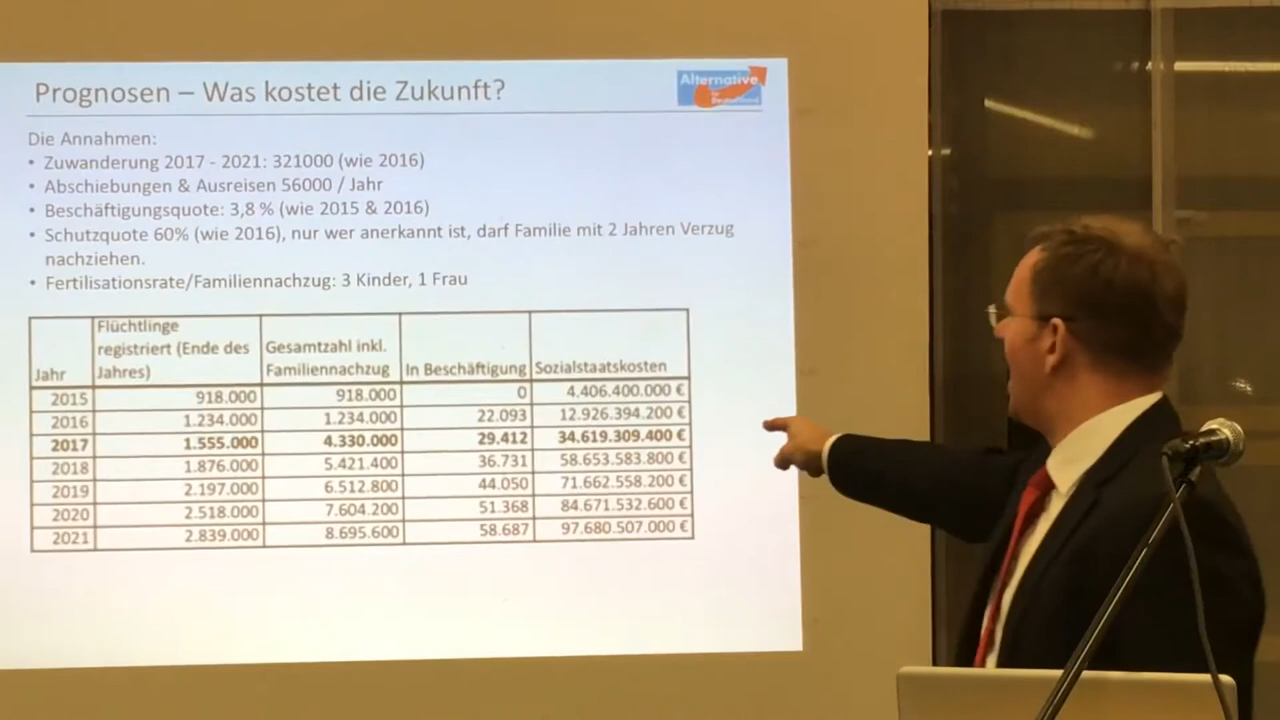 Prognosen – Was kostet die Zukunft?
Alternative
für
Deutschland
Die Annahmen:
• Zuwanderung 2017 - 2021: 321000 (wie 2016)
• Abschiebungen & Ausreisen 56000 / Jahr
• Beschäftigungsquote: 3,8 % (wie 2015 & 2016)
• Schutzquote 60% (wie 2016), nur wer anerkannt ist, darf Familie mit 2 Jahren Verzug
nachziehen.
• Fertilisationsrate/Familiennachzug: 3 Kinder, 1 Frau
Flüchtlinge
registriert (Ende des Gesamtzahl inkl.
Jahr Jahres) Familiennachzug In Beschäftigung Sozialstaatskosten
2015 918.000 918.000 0 4.406.400.000 €
2016 1.234.000 1.234.000 22.093 12.926.394.200 €
2017 1.555.000 4.330.000 29.412 34.619.309.400 €
2018 1.876.000 5.421.400 36.731 58.653.583.800 €
2019 2.197.000 6.512.800 44.050 71.662.558.200 €
2020 2.518.000 7.604.200 51.368 84.671.532.600 €
2021 2.839.000 8.695.600 58.687 97.680.507.000 €